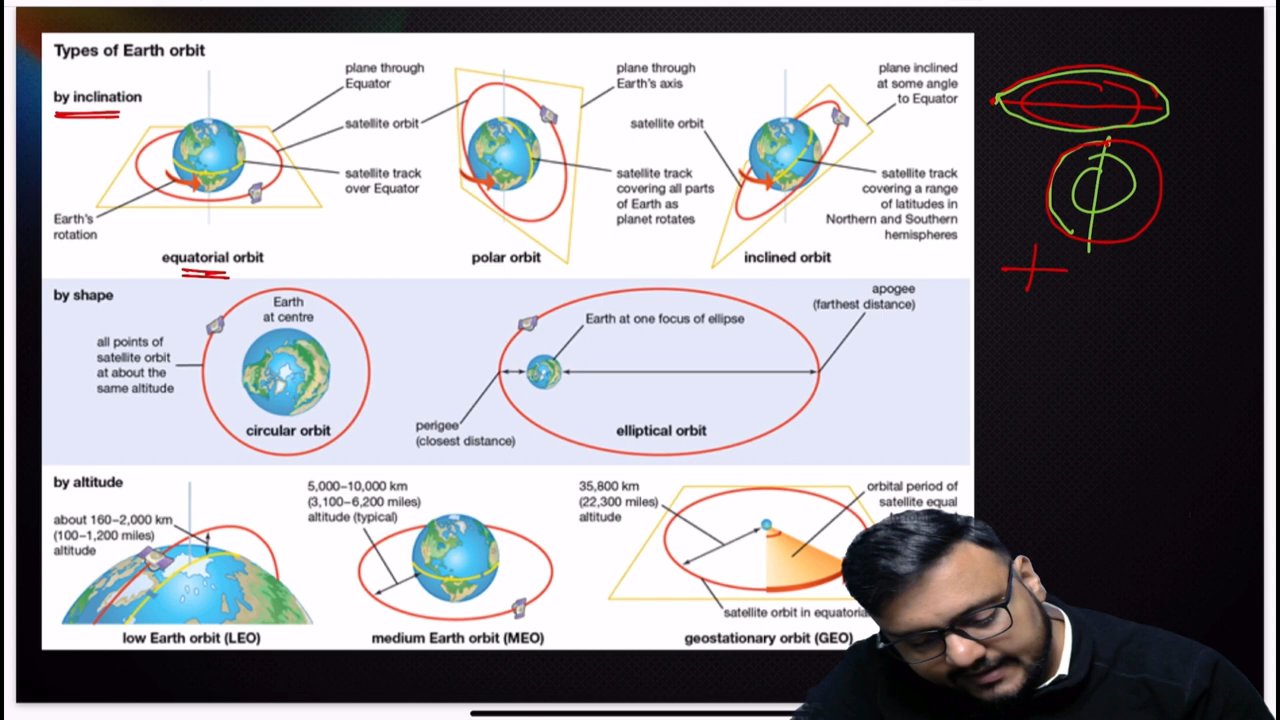 Types of Earth orbit
by inclination
plane through
Equator
satellite orbit
satellite track
over Equator
Earth's
rotation
equatorial orbit
plane through
Earth's axis
satellite track
covering all parts
of Earth as
planet rotates
polar orbit
plane inclined
at some angle
to Equator
satellite orbit
satellite track
covering a range
of latitudes in
Northern and Southern
hemispheres
inclined orbit
by shape
Earth
at centre
all points of
satellite orbit
at about the
same altitude
circular orbit
Earth at one focus of ellipse
apogee
(farthest distance)
perigee
(closest distance)
elliptical orbit
by altitude
about 160–2,000 km
(100–1,200 miles)
altitude
low Earth orbit (LEO)
5,000–10,000 km
(3,100–6,200 miles)
altitude (typical)
medium Earth orbit (MEO)
35,800 km
(22,300 miles)
altitude
orbital period of
satellite equal
satellite orbit in
geostationary orbit (GEO)